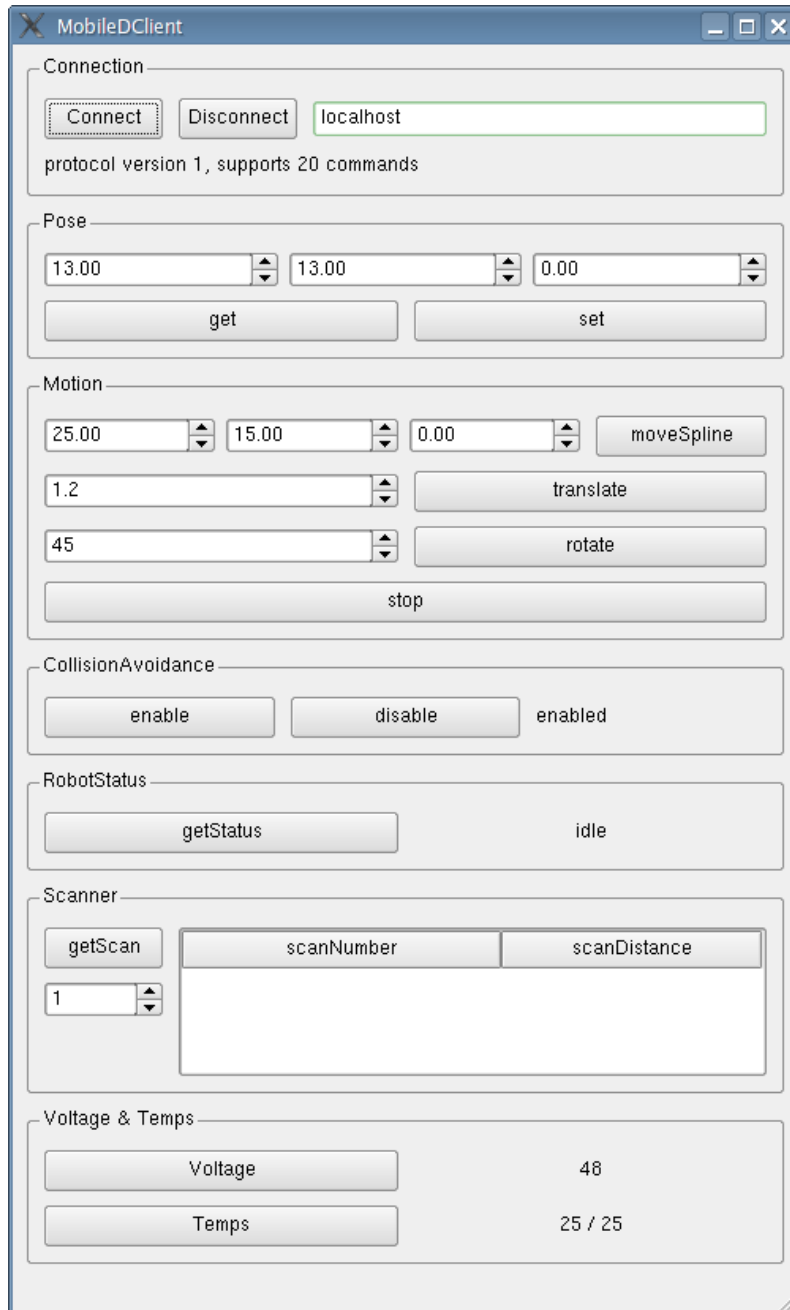 MobileDClient
Connection
Connect Disconnect localhost
protocol version 1, supports 20 commands
Pose
13.00 13.00 0.00
get set
Motion
25.00 15.00 0.00 moveSpline
1.2 translate
45 rotate
stop
CollisionAvoidance
enable disable enabled
RobotStatus
getStatus idle
Scanner
getScan scanNumber scanDistance
1
Voltage & Temps
Voltage 48
Temps 25 / 25